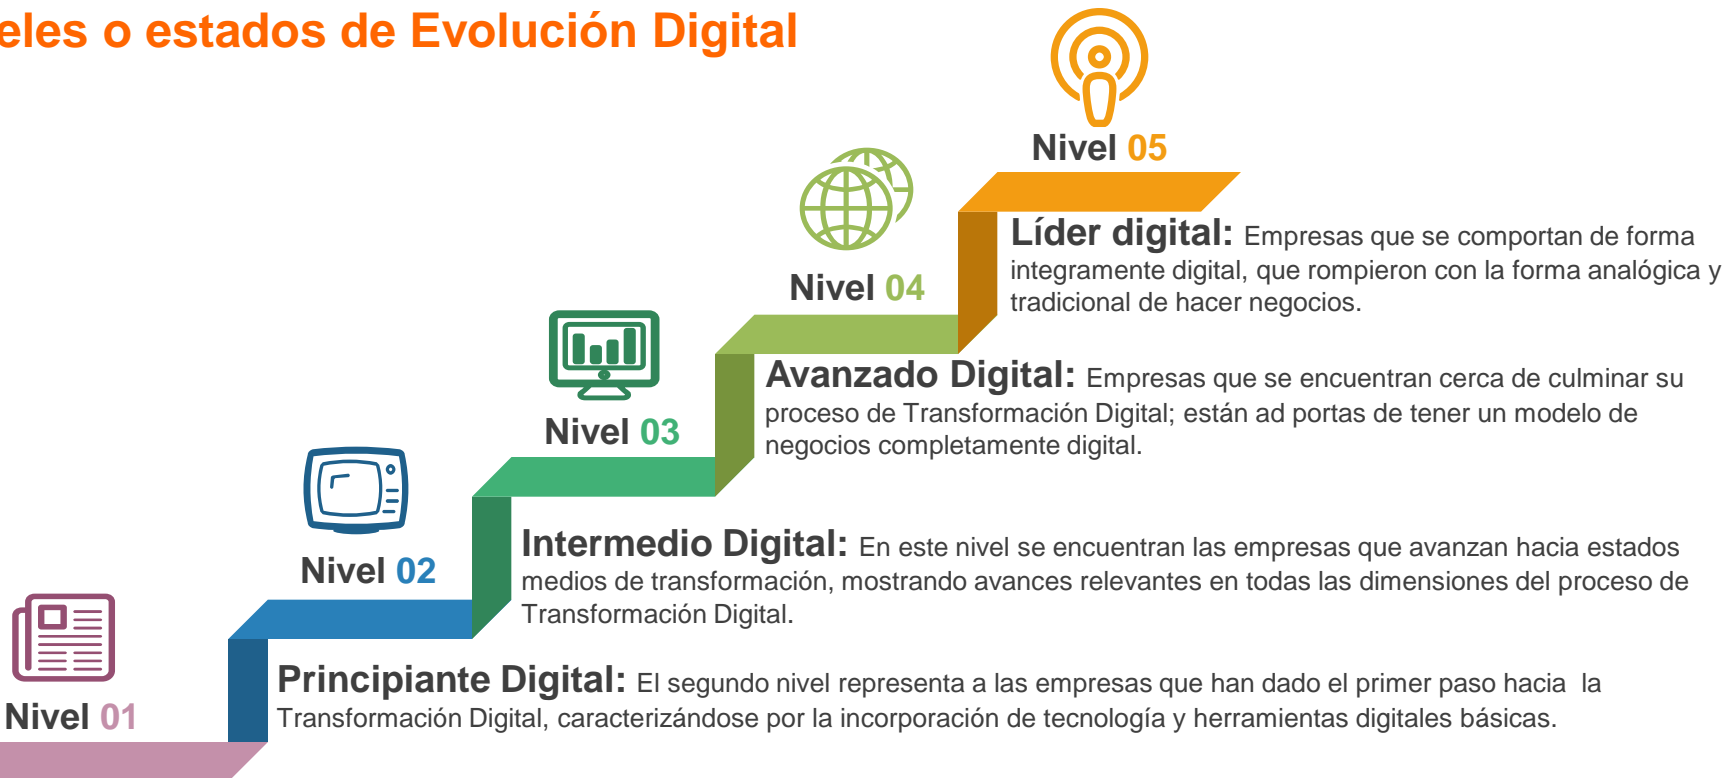 eles o estados de Evolución Digital
Nivel 05
Líder digital: Empresas que se comportan de forma
integramente digital, que rompieron con la forma analógica y
tradicional de hacer negocios.
Nivel 04
Avanzado Digital: Empresas que se encuentran cerca de culminar su
proceso de Transformación Digital; están ad portas de tener un modelo de
negocios completamente digital.
Nivel 03
Intermedio Digital: En este nivel se encuentran las empresas que avanzan hacia estados
medios de transformación, mostrando avances relevantes en todas las dimensiones del proceso de
Transformación Digital.
Nivel 02
Principiante Digital: El segundo nivel representa a las empresas que han dado el primer paso hacia  la
Transformación Digital, caracterizándose por la incorporación de tecnología y herramientas digitales básicas.
Nivel 01